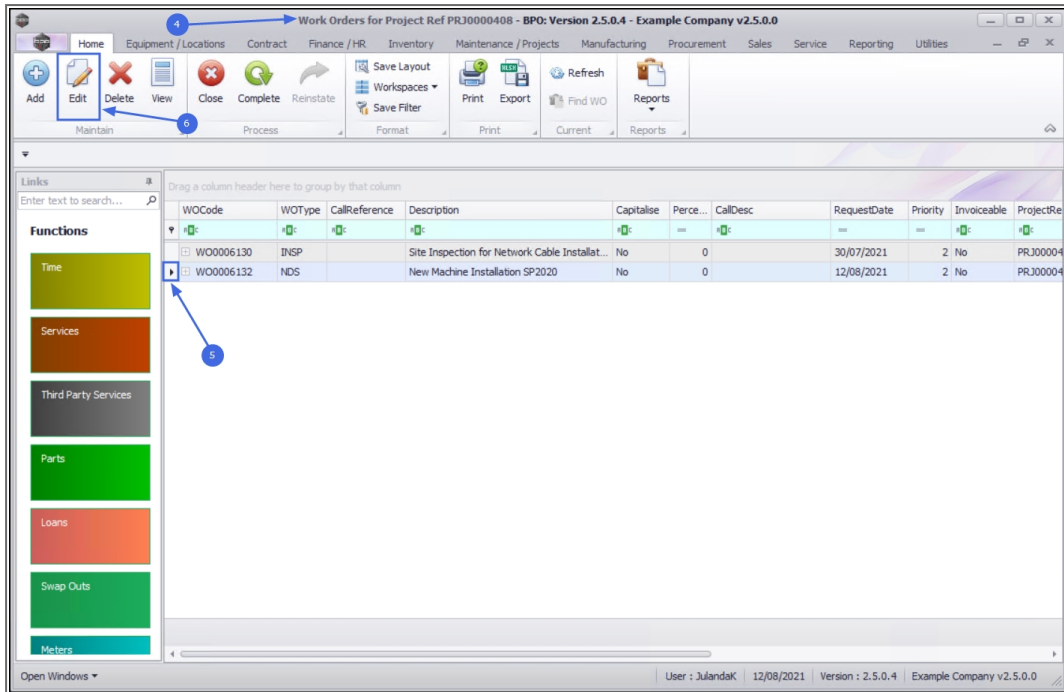 4
Work Orders for Project Ref PRJ0000408 - BPO: Version 2.5.0.4 - Example Company v2.5.0.0
Home Equipment / Locations Contract Finance / HR Inventory Maintenance / Projects Manufacturing Procurement Sales Service Reporting Utilities
Add Edit Delete View Close Complete Reinstate
Save Layout
Workspaces
Save Filter
Print Export
Refresh
Find WO
Reports
6
Maintain Process Format Print Current Reports
Links
Enter text to search...
Drag a column header here to group by that column
WOCode WOType CallReference Description Capitalise Perce... CallDesc RequestDate Priority Invoiceable ProjectRe
Functions
WO0006130 INSP Site Inspection for Network Cable Installat... No 0 30/07/2021 2 No PRJ00004
WO0006132 NDS New Machine Installation SP2020 No 0 12/08/2021 2 No PRJ00004
5
Time
Services
Third Party Services
Parts
Loans
Swap Outs
Meters
Open Windows User : JulandaK 12/08/2021 Version : 2.5.0.4 Example Company v2.5.0.0